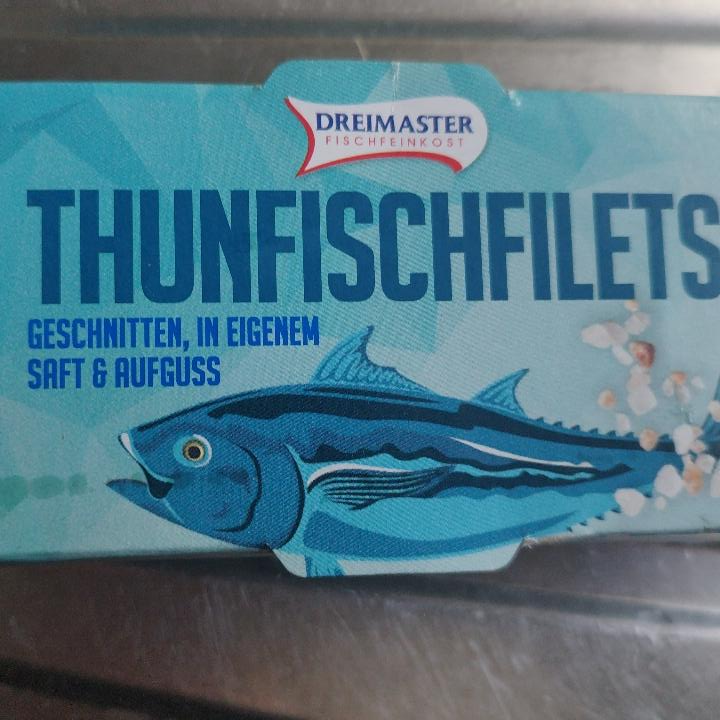 DREIMASTER
FISCHFEINKOST
THUNFISCHFILETS
GESCHNITTEN, IN EIGENEM
SAFT & AUFGUSS